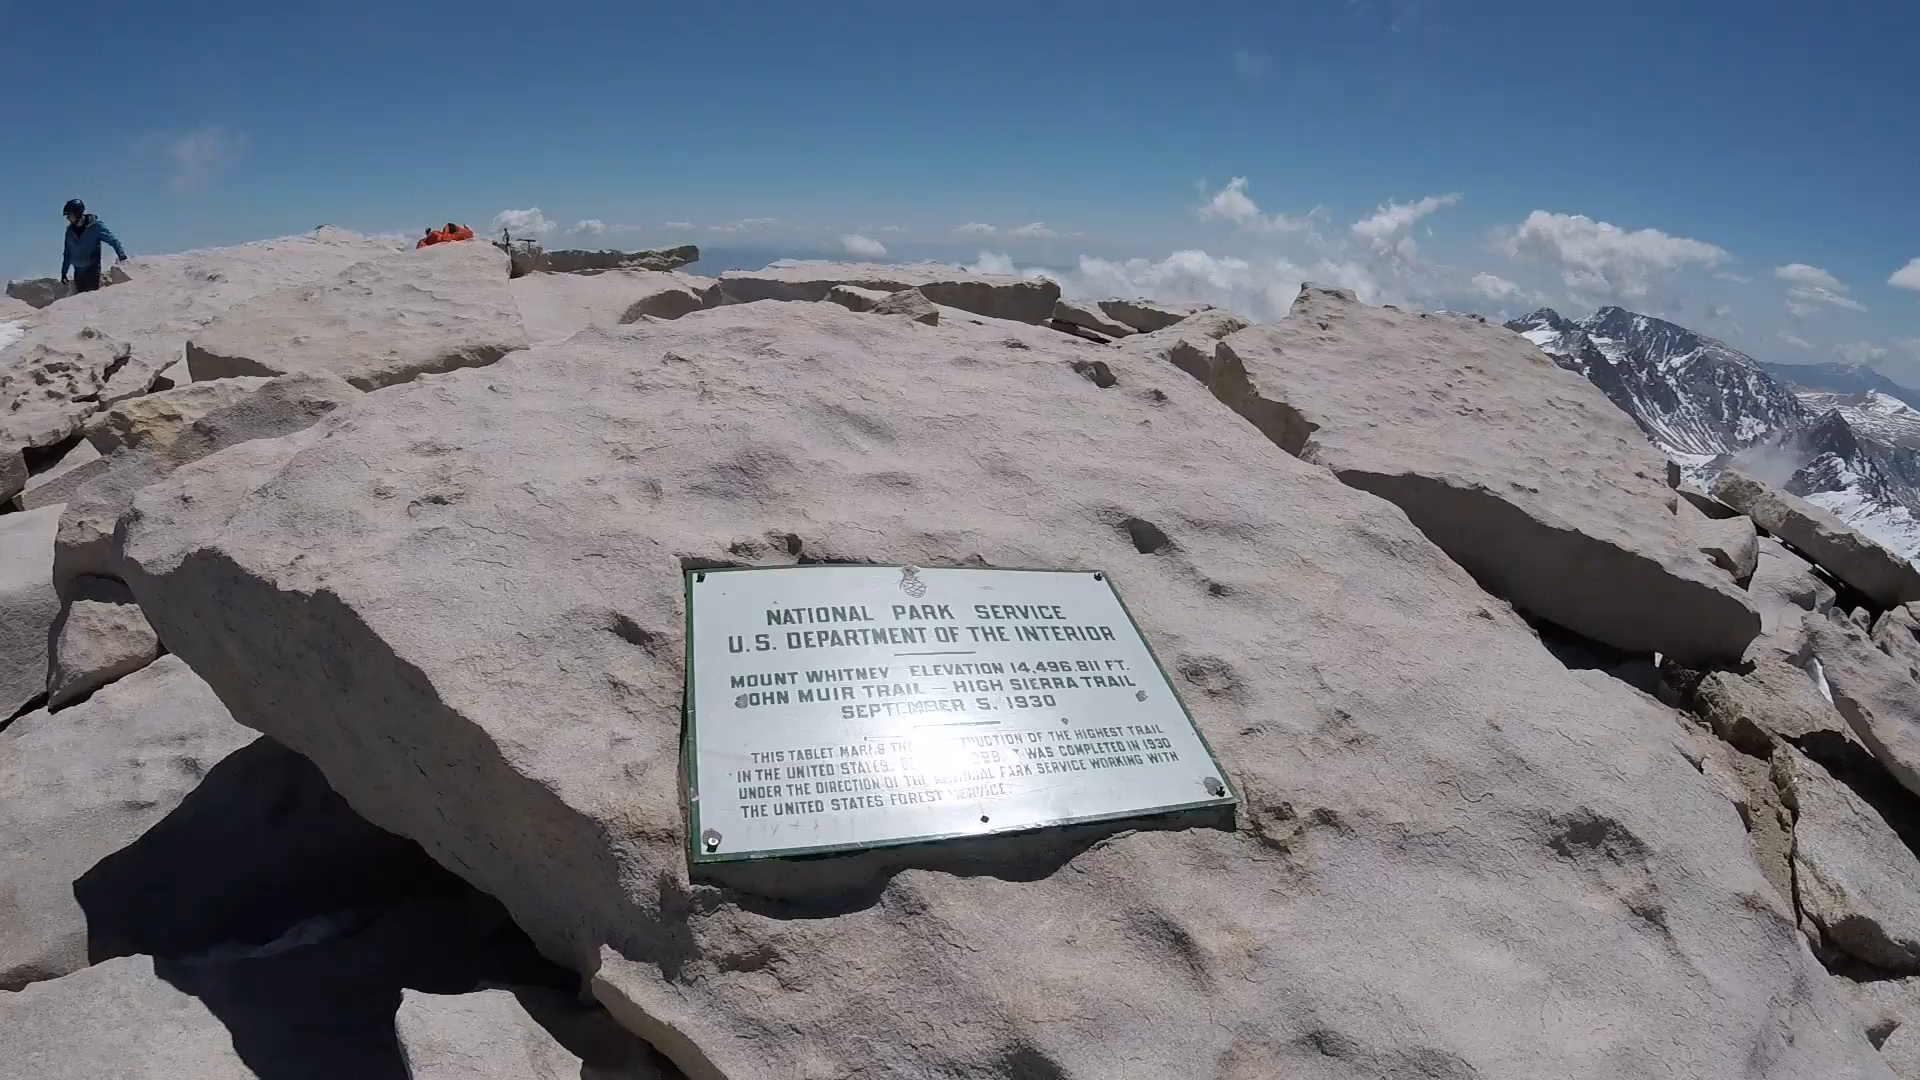 NATIONAL PARK SERVICE
U.S. DEPARTMENT OF THE INTERIOR
MOUNT WHITNEY ELEVATION 14,496.811 FT.
JOHN MUIR TRAIL — HIGH SIERRA TRAIL
SEPTEMBER 5, 1930
THIS TABLET MARKS THE CONSTRUCTION OF THE HIGHEST TRAIL
IN THE UNITED STATES. WAS COMPLETED IN 1930
UNDER THE DIRECTION OF THE NATIONAL PARK SERVICE WORKING WITH
THE UNITED STATES FOREST SERVICE.